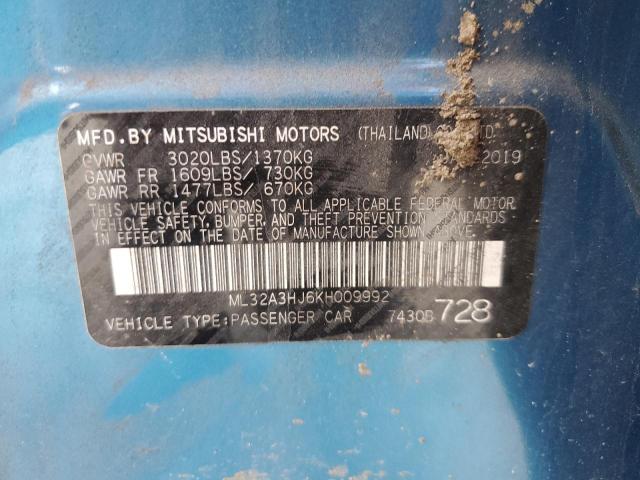 MFD.BY MITSUBISHI MOTORS (THAILAND)
GVWR 3020LBS/1370KG 2019
GAWR FR 1609LBS/ 730KG
GAWR RR 1477LBS/ 670KG
THIS VEHICLE CONFORMS TO ALL APPLICABLE FEDERAL MOTOR
VEHICLE SAFETY, BUMPER, AND THEFT PREVENTION STANDARDS
IN EFFECT ON THE DATE OF MANUFACTURE SHOWN ABOVE.
ML32A3HJ6KH009992
VEHICLE TYPE:PASSENGER CAR 7430B 728